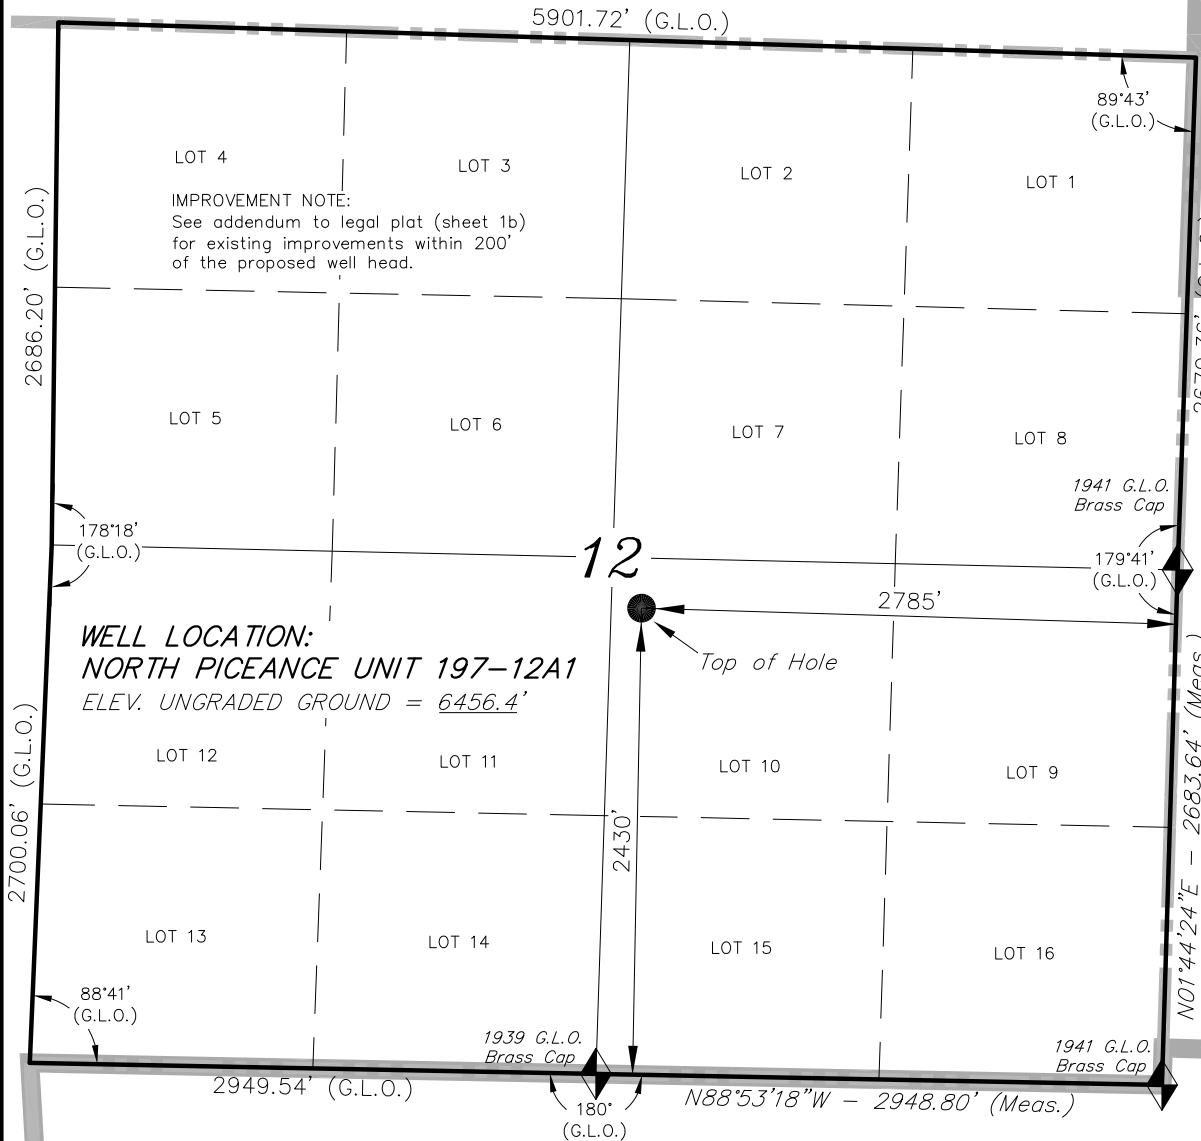 5901.72' (G.L.O.)
89°43'
(G.L.O.)
LOT 4
LOT 3
LOT 2
LOT 1
IMPROVEMENT NOTE:
See addendum to legal plat (sheet 1b)
for existing improvements within 200'
of the proposed well head.
2686.20' (G.L.O.)
LOT 5
LOT 6
LOT 7
LOT 8
1941 G.L.O.
Brass Cap
178°18'
(G.L.O.)
12
179°41'
(G.L.O.)
2785'
WELL LOCATION:
NORTH PICEANCE UNIT 197-12A1
ELEV. UNGRADED GROUND = 6456.4'
Top of Hole
2700.06' (G.L.O.)
LOT 12
LOT 11
LOT 10
LOT 9
2430'
N01°44'24"E - 2683.64' (Meas.)
LOT 13
LOT 14
LOT 15
LOT 16
88°41'
(G.L.O.)
1939 G.L.O.
Brass Cap
1941 G.L.O.
Brass Cap
2949.54' (G.L.O.)
180°
(G.L.O.)
N88°53'18"W - 2948.80' (Meas.)